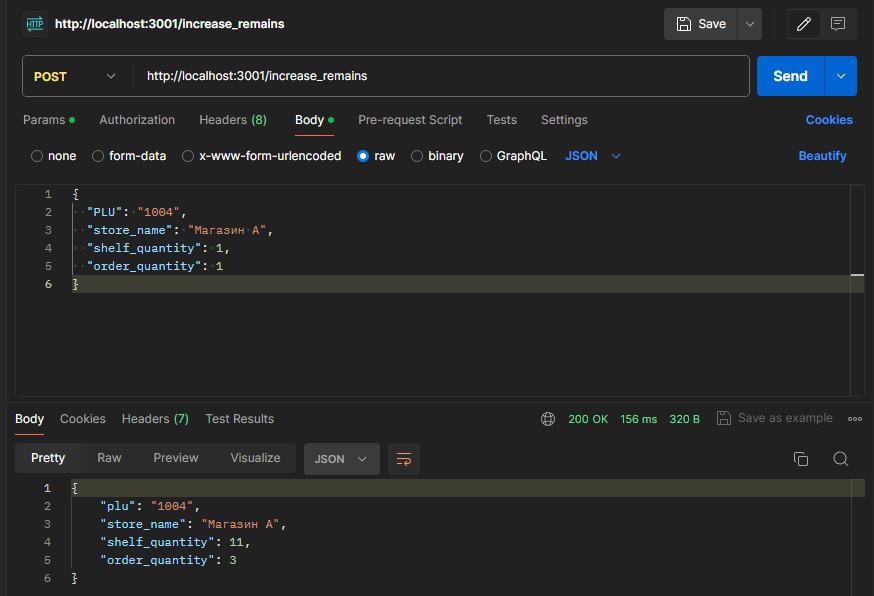 HTTP http://localhost:3001/increase_remains Save
POST http://localhost:3001/increase_remains Send
Params Authorization Headers (8) Body Pre-request Script Tests Settings Cookies
none form-data x-www-form-urlencoded raw binary GraphQL JSON Beautify
1 {
2 "PLU": "1004",
3 "store_name": "Магазин А",
4 "shelf_quantity": 1,
5 "order_quantity": 1
6 }
Body Cookies Headers (7) Test Results 200 OK 156 ms 320 B Save as example
Pretty Raw Preview Visualize JSON
1 {
2 "plu": "1004",
3 "store_name": "Магазин А",
4 "shelf_quantity": 11,
5 "order_quantity": 3
6 }